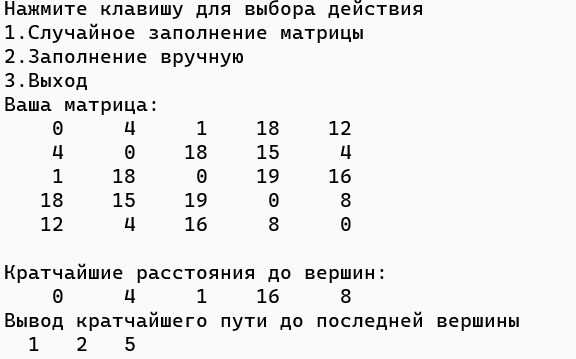 Нажмите клавишу для выбора действия
1.Случайное заполнение матрицы
2.Заполнение вручную
3.Выход
Ваша матрица:
0 4 1 18 12
4 0 18 15 4
1 18 0 19 16
18 15 19 0 8
12 4 16 8 0
Кратчайшие расстояния до вершин:
0 4 1 16 8
Вывод кратчайшего пути до последней вершины
1 2 5